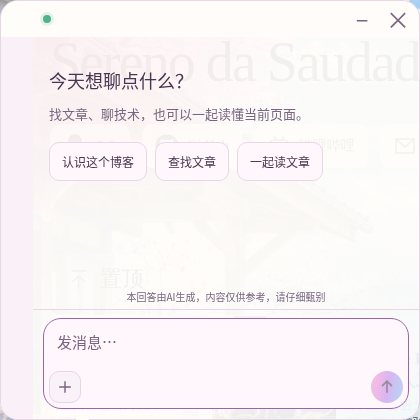 Sereno da Saudad
今天想聊点什么？
找文章、聊技术，也可以一起读懂当前页面。
认识这个博客
查找文章
一起读文章
置顶
本回答由AI生成，内容仅供参考，请仔细甄别
发消息…